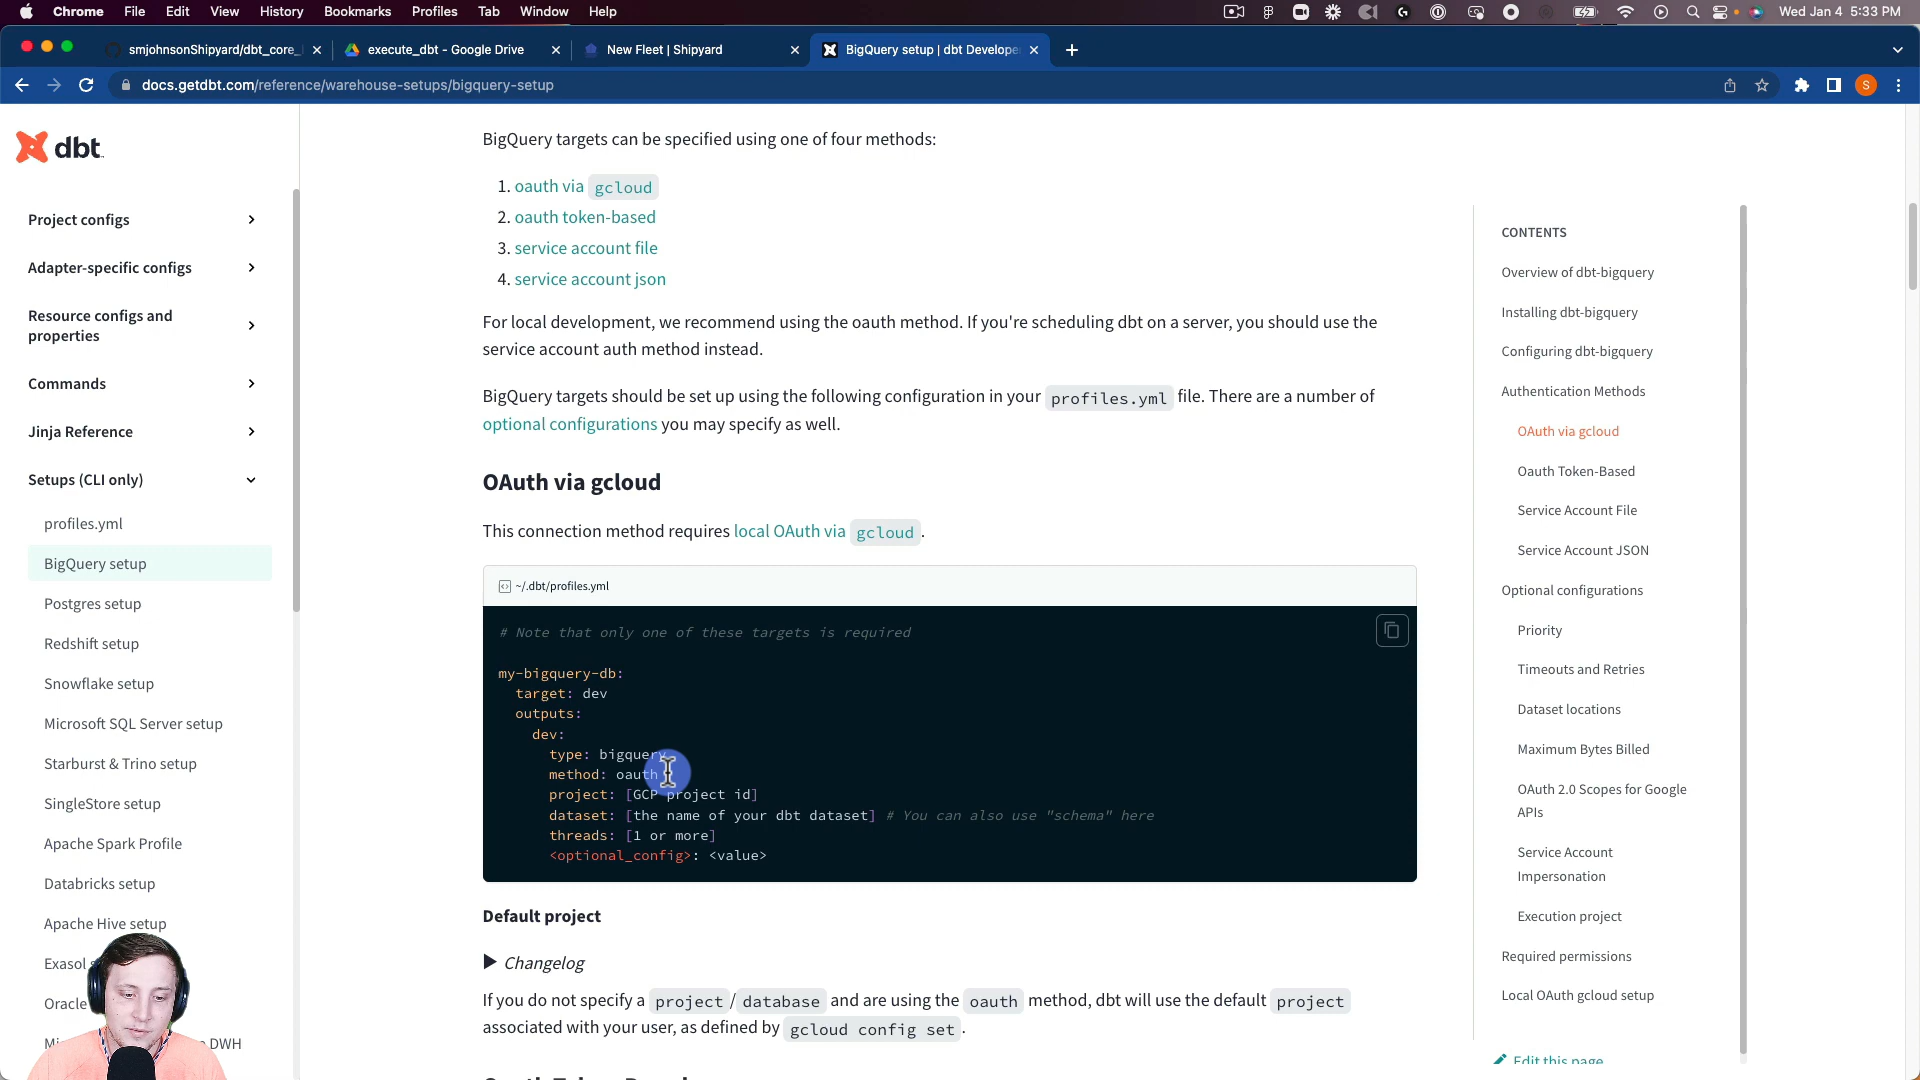 Chrome File Edit View History Bookmarks Profiles Tab Window Help Wed Jan 4 5:33 PM
smjohnsonShipyard/dbt_core_ execute_dbt - Google Drive New Fleet | Shipyard BigQuery setup | dbt Develope
docs.getdbt.com/reference/warehouse-setups/bigquery-setup S
dbt
Project configs
Adapter-specific configs
Resource configs and
properties
Commands
Jinja Reference
Setups (CLI only)
profiles.yml
BigQuery setup
Postgres setup
Redshift setup
Snowflake setup
Microsoft SQL Server setup
Starburst & Trino setup
SingleStore setup
Apache Spark Profile
Databricks setup
Apache Hive setup
Exasol
Oracle
DWH
BigQuery targets can be specified using one of four methods:
1. oauth via gcloud
2. oauth token-based
3. service account file
4. service account json
For local development, we recommend using the oauth method. If you're scheduling dbt on a server, you should use the
service account auth method instead.
BigQuery targets should be set up using the following configuration in your profiles.yml file. There are a number of
optional configurations you may specify as well.
OAuth via gcloud
This connection method requires local OAuth via gcloud.
~/.dbt/profiles.yml
# Note that only one of these targets is required
my-bigquery-db:
target: dev
outputs:
dev:
type: bigquery
method: oauth
project: [GCP project id]
dataset: [the name of your dbt dataset] # You can also use "schema" here
threads: [1 or more]
<optional_config>: <value>
Default project
Changelog
If you do not specify a project/database and are using the oauth method, dbt will use the default project
associated with your user, as defined by gcloud config set.
CONTENTS
Overview of dbt-bigquery
Installing dbt-bigquery
Configuring dbt-bigquery
Authentication Methods
OAuth via gcloud
Oauth Token-Based
Service Account File
Service Account JSON
Optional configurations
Priority
Timeouts and Retries
Dataset locations
Maximum Bytes Billed
OAuth 2.0 Scopes for Google
APIs
Service Account
Impersonation
Execution project
Required permissions
Local OAuth gcloud setup
Edit this page